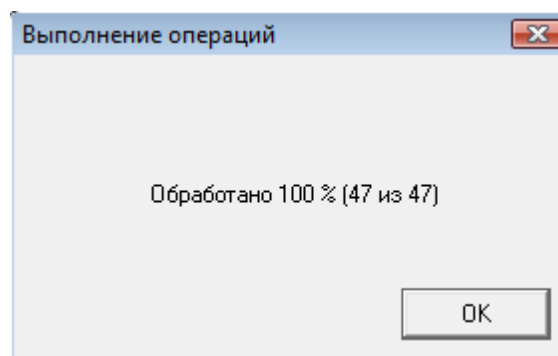 Выполнение операций
Обработано 100 % (47 из 47)
OK